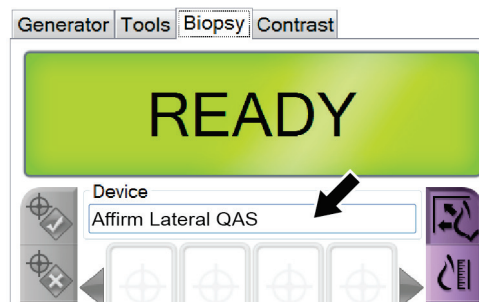 Generator Tools Biopsy Contrast
READY
Device
Affirm Lateral QAS